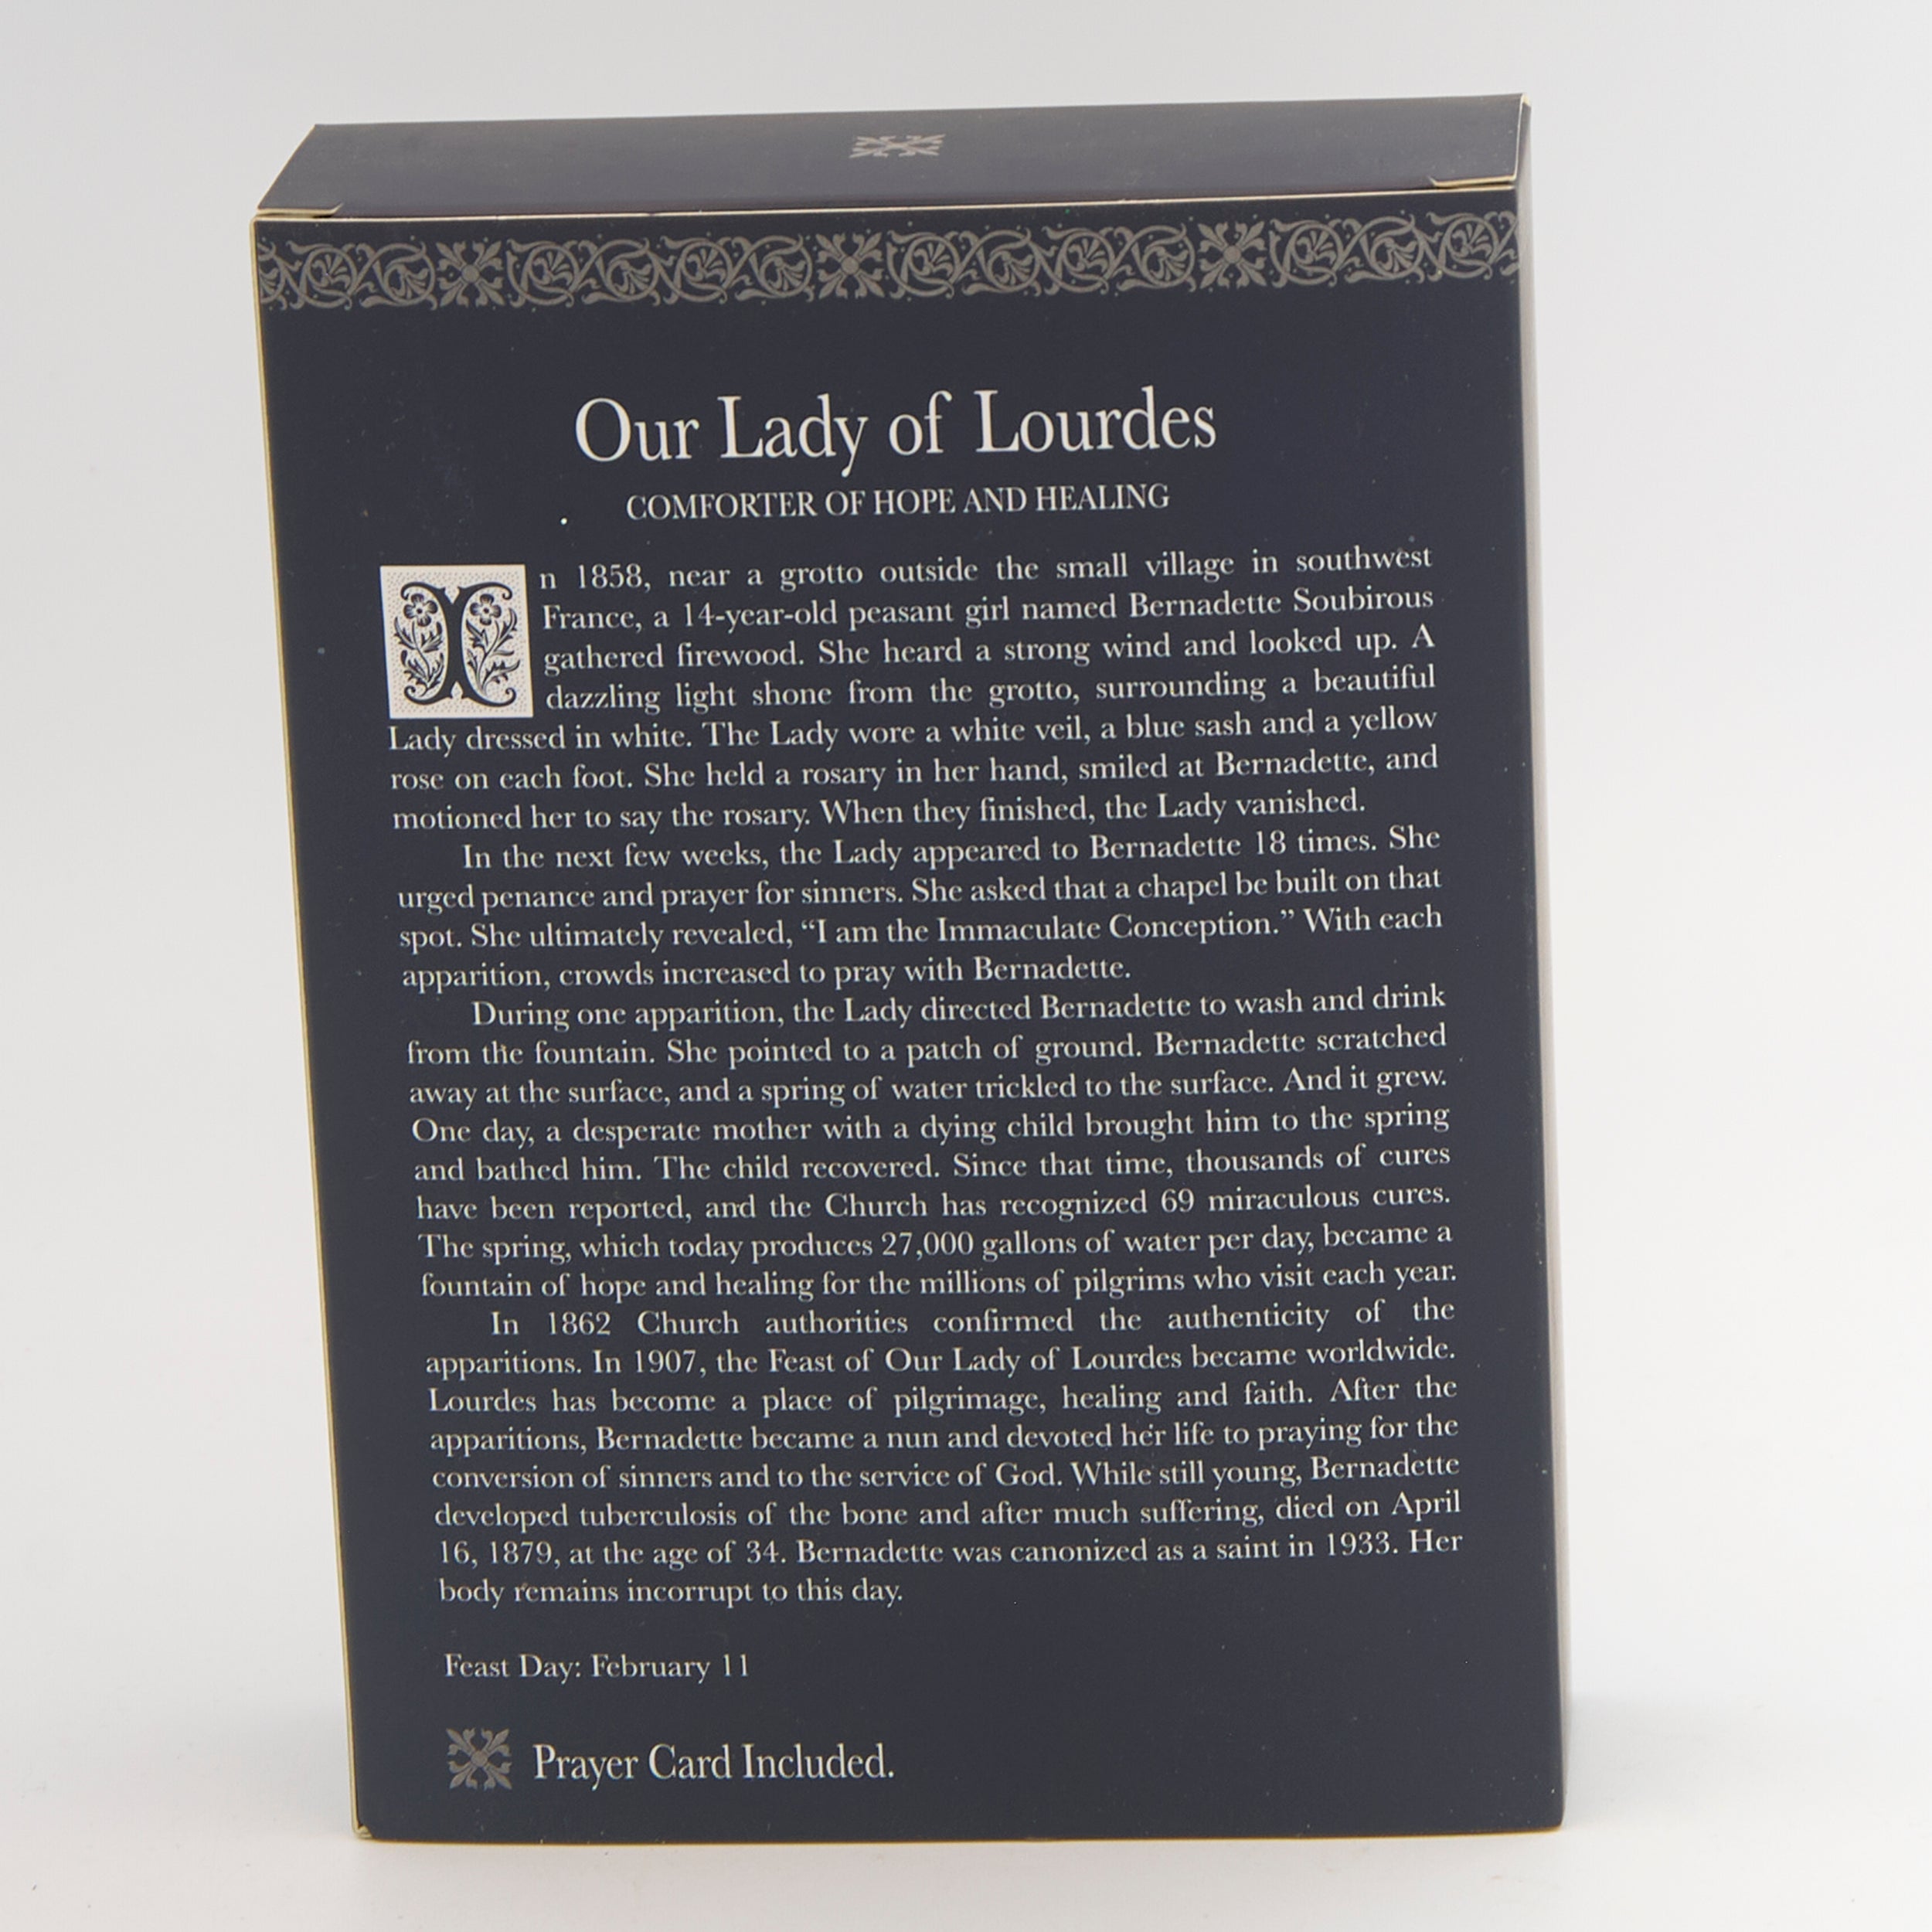 Our Lady of Lourdes
COMFORTER OF HOPE AND HEALING
In 1858, near a grotto outside the small village in southwest
France, a 14-year-old peasant girl named Bernadette Soubirous
gathered firewood. She heard a strong wind and looked up. A
dazzling light shone from the grotto, surrounding a beautiful
Lady dressed in white. The Lady wore a white veil, a blue sash and a yellow
rose on each foot. She held a rosary in her hand, smiled at Bernadette, and
motioned her to say the rosary. When they finished, the Lady vanished.
In the next few weeks, the Lady appeared to Bernadette 18 times. She
urged penance and prayer for sinners. She asked that a chapel be built on that
spot. She ultimately revealed, “I am the Immaculate Conception.” With each
apparition, crowds increased to pray with Bernadette.
During one apparition, the Lady directed Bernadette to wash and drink
from the fountain. She pointed to a patch of ground. Bernadette scratched
away at the surface, and a spring of water trickled to the surface. And it grew.
One day, a desperate mother with a dying child brought him to the spring
and bathed him. The child recovered. Since that time, thousands of cures
have been reported, and the Church has recognized 69 miraculous cures.
The spring, which today produces 27,000 gallons of water per day, became a
fountain of hope and healing for the millions of pilgrims who visit each year.
In 1862 Church authorities confirmed the authenticity of the
apparitions. In 1907, the Feast of Our Lady of Lourdes became worldwide.
Lourdes has become a place of pilgrimage, healing and faith. After the
apparitions, Bernadette became a nun and devoted her life to praying for the
conversion of sinners and to the service of God. While still young, Bernadette
developed tuberculosis of the bone and after much suffering, died on April
16, 1879, at the age of 34. Bernadette was canonized as a saint in 1933. Her
body remains incorrupt to this day.
Feast Day: February 11
Prayer Card Included.